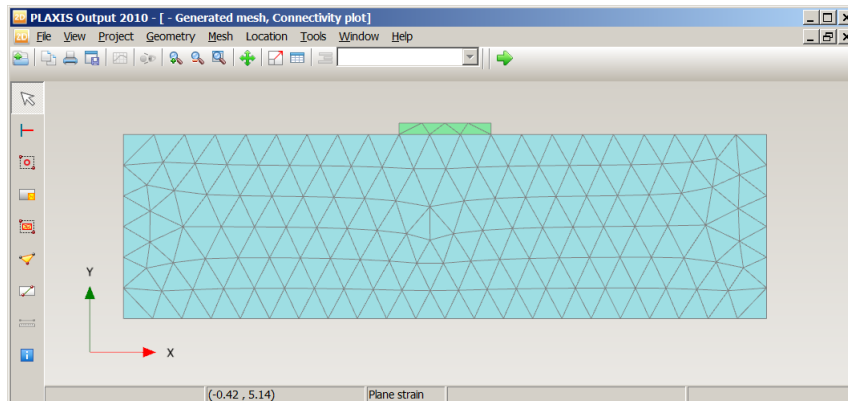 PLAXIS Output 2010 - [ - Generated mesh, Connectivity plot]
File View Project Geometry Mesh Location Tools Window Help
Y
X
(-0.42 , 5.14) Plane strain